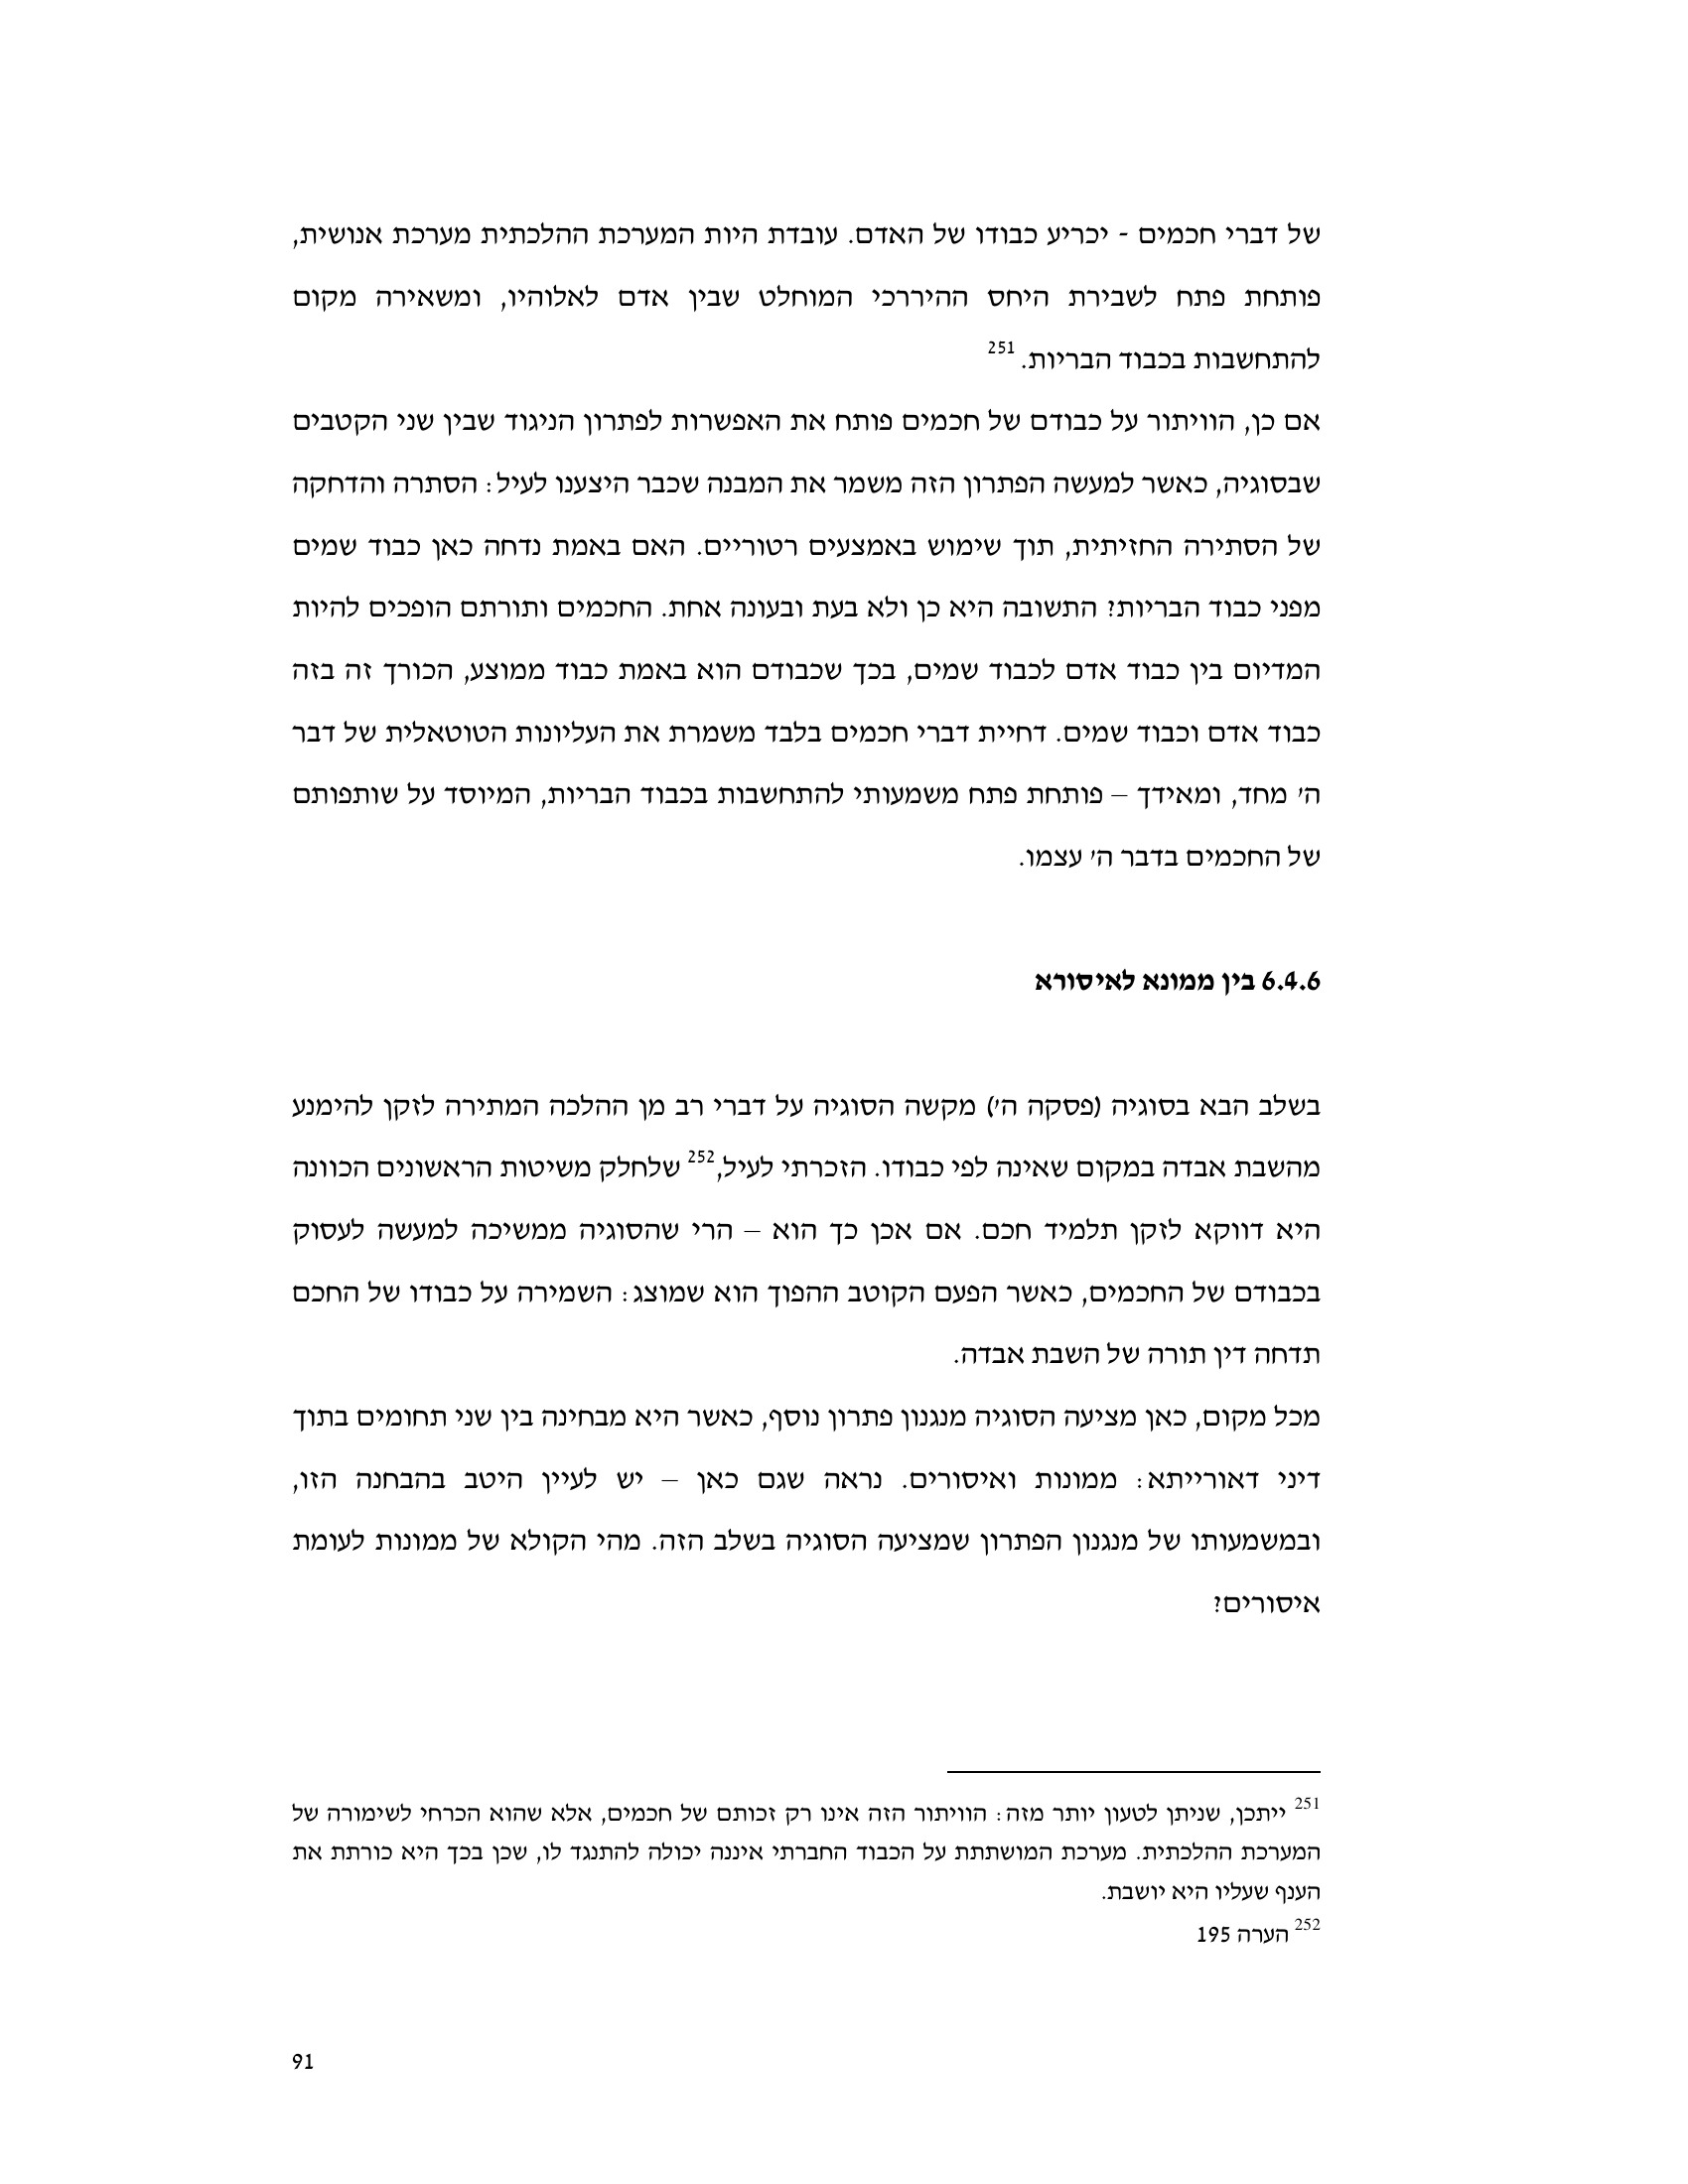 של דברי חכמים - יכריע כבודו של האדם. עובדת היות המערכת ההלכתית מערכת אנושית,
פותחת פתח לשבירת היחס ההיררכי המוחלט שבין אדם לאלוהיו, ומשאירה מקום
להתחשבות בכבוד הבריות. 251
אם כן, הוויתור על כבודם של חכמים פותח את האפשרות לפתרון הניגוד שבין שני הקטבים
שבסוגיה, כאשר למעשה הפתרון הזה משמר את המבנה שכבר היצענו לעיל: הסתרה והדחקה
של הסתירה החזיתית, תוך שימוש באמצעים רטוריים. האם באמת נדחה כאן כבוד שמים
מפני כבוד הבריות? התשובה היא כן ולא בעת ובעונה אחת. החכמים ותורתם הופכים להיות
המדיום בין כבוד אדם לכבוד שמים, בכך שכבודם הוא באמת כבוד ממוצע, הכורך זה בזה
כבוד אדם וכבוד שמים. דחיית דברי חכמים בלבד משמרת את העליונות הטוטאלית של דבר
ה' מחד, ומאידך – פותחת פתח משמעותי להתחשבות בכבוד הבריות, המיוסד על שותפותם
של החכמים בדבר ה' עצמו.
6.4.6 בין ממונא לאיסורא
בשלב הבא בסוגיה (פסקה ה') מקשה הסוגיה על דברי רב מן ההלכה המתירה לזקן להימנע
מהשבת אבדה במקום שאינה לפי כבודו. הזכרתי לעיל,252 שלחלק משיטות הראשונים הכוונה
היא דווקא לזקן תלמיד חכם. אם אכן כך הוא – הרי שהסוגיה ממשיכה למעשה לעסוק
בכבודם של החכמים, כאשר הפעם הקוטב ההפוך הוא שמוצג: השמירה על כבודו של החכם
תדחה דין תורה של השבת אבדה.
מכל מקום, כאן מציעה הסוגיה מנגנון פתרון נוסף, כאשר היא מבחינה בין שני תחומים בתוך
דיני דאורייתא: ממונות ואיסורים. נראה שגם כאן – יש לעיין היטב בהבחנה הזו,
ובמשמעותו של מנגנון הפתרון שמציעה הסוגיה בשלב הזה. מהי הקולא של ממונות לעומת
איסורים?
251 ייתכן, שניתן לטעון יותר מזה: הוויתור הזה אינו רק זכותם של חכמים, אלא שהוא הכרחי לשימורה של
המערכת ההלכתית. מערכת המושתתת על הכבוד החברתי איננה יכולה להתנגד לו, שכן בכך היא כורתת את
הענף שעליו היא יושבת.
252 הערה 195
91